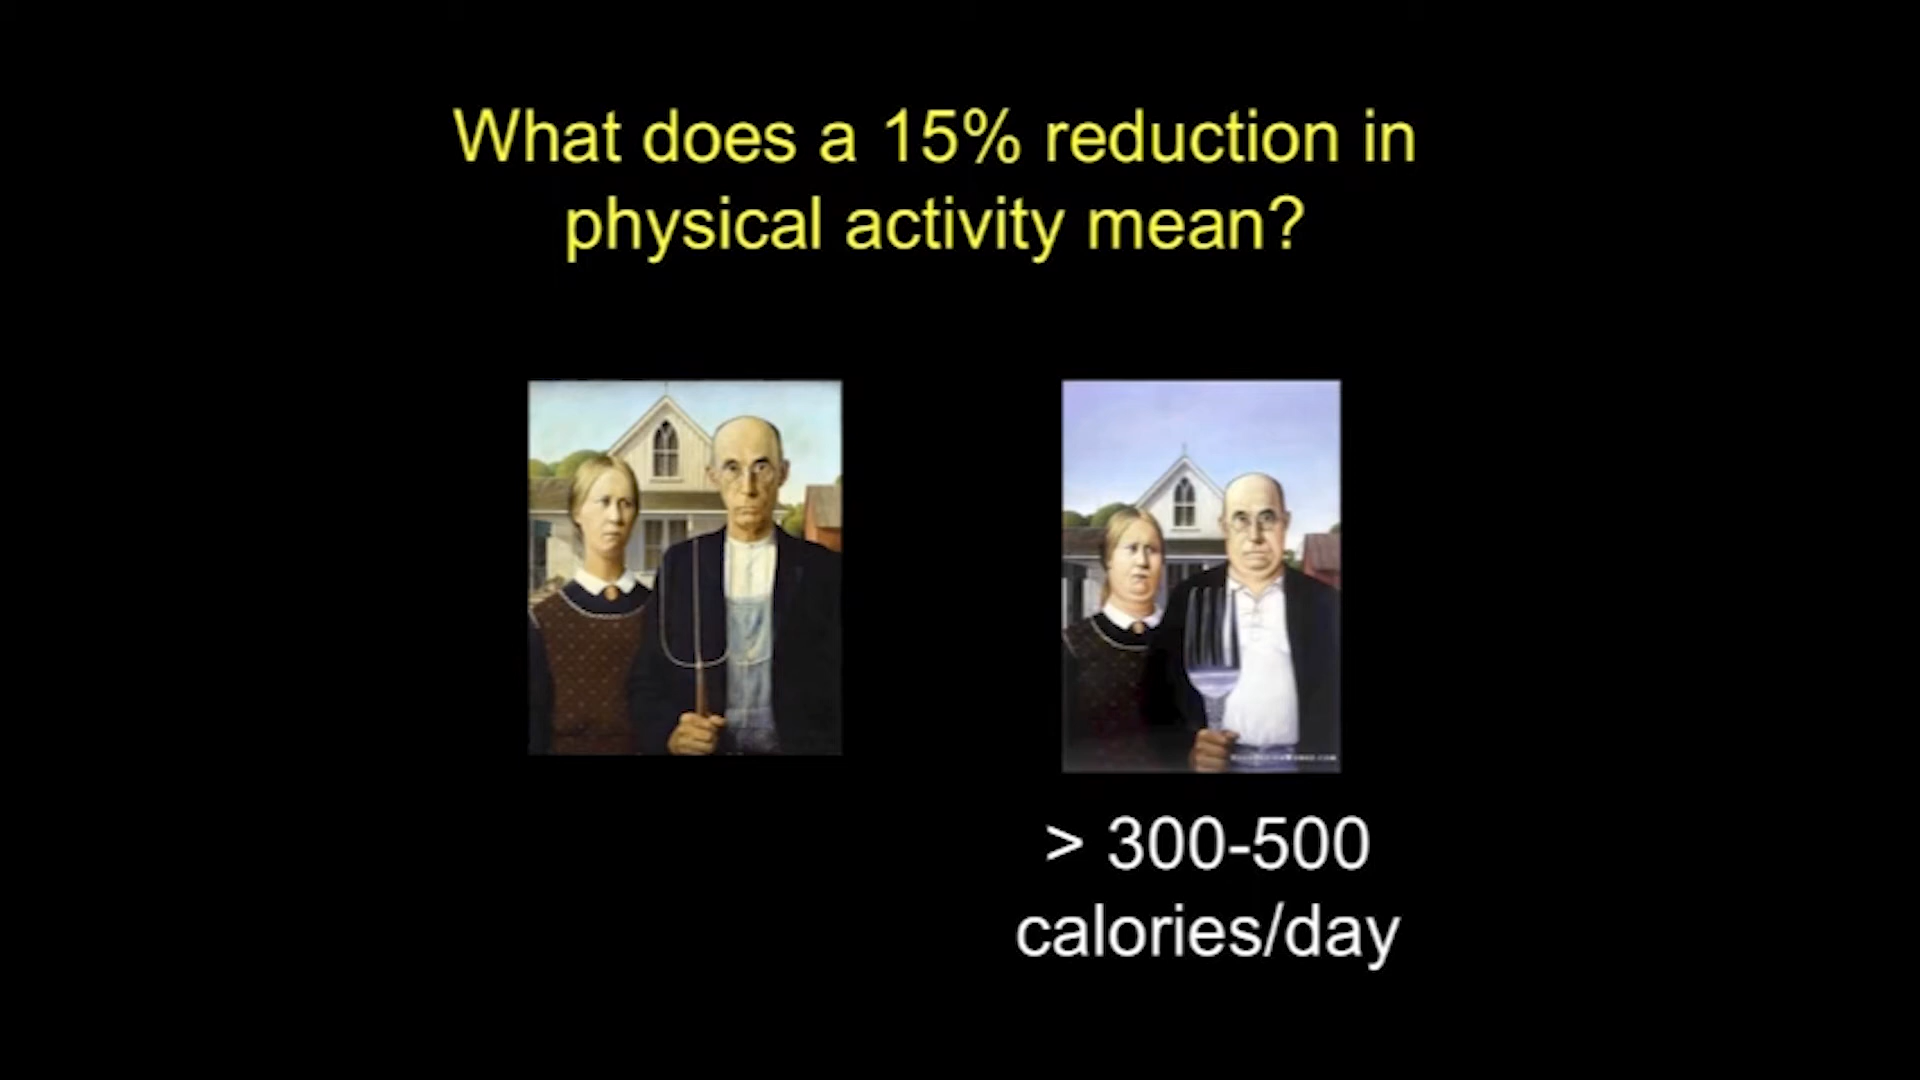 What does a 15% reduction in
physical activity mean?
> 300-500
calories/day